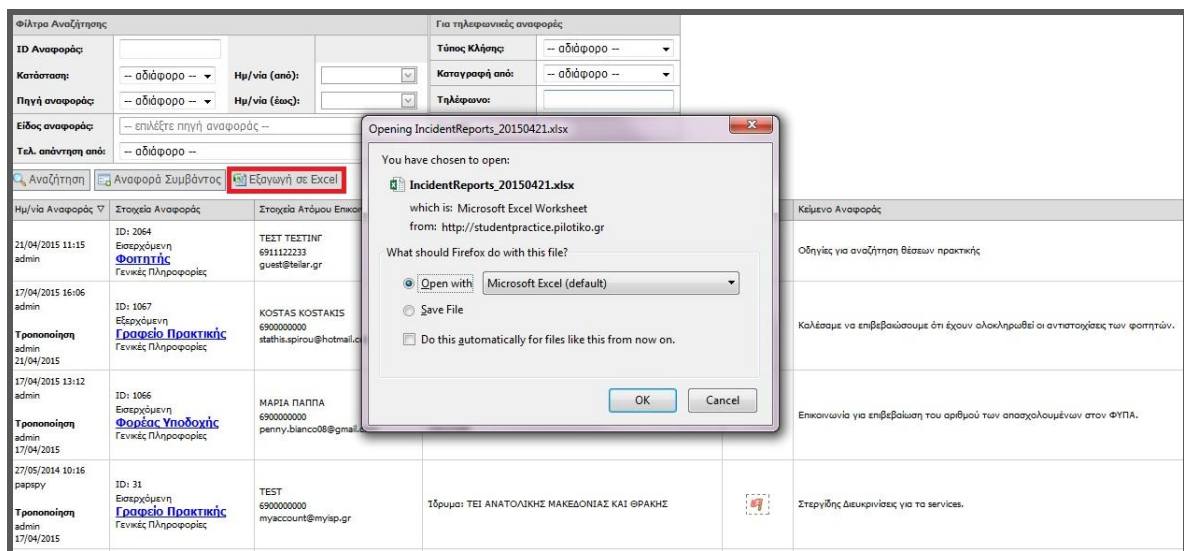 Φίλτρα Αναζήτησης
Για τηλεφωνικές αναφορές
ID Αναφοράς:
Τύπος Κλήσης: -- αδιάφορο --
Κατάσταση: -- αδιάφορο -- Ημ/νία (από):
Καταγραφή από: -- αδιάφορο --
Πηγή αναφοράς: -- αδιάφορο -- Ημ/νία (έως):
Τηλέφωνο:
Είδος αναφοράς: -- επιλέξτε πηγή αναφοράς --
Τελ. απάντηση από: -- αδιάφορο --
Αναζήτηση Αναφορά Συμβάντος Εξαγωγή σε Excel
Opening IncidentReports_20150421.xlsx
You have chosen to open:
IncidentReports_20150421.xlsx
which is: Microsoft Excel Worksheet
from: http://studentpractice.pilotiko.gr
What should Firefox do with this file?
Open with Microsoft Excel (default)
Save File
Do this automatically for files like this from now on.
OK Cancel
Ημ/νία Αναφοράς Στοιχεία Αναφοράς Στοιχεία Ατόμου Κείμενο Αναφοράς
21/04/2015 11:15
admin
ID: 2064
Εισερχόμενη
Φοιτητής
Γενικές Πληροφορίες
ΤΕΣΤ ΤΕΣΤΙΝΓ
6911122233
guest@teilar.gr
Οδηγίες για αναζήτηση θέσεων πρακτικής
17/04/2015 16:06
admin
Τροποποίηση
admin
21/04/2015
ID: 1067
Εξερχόμενη
Γραφείο Πρακτικής
Γενικές Πληροφορίες
KOSTAS KOSTAKIS
6900000000
stathis.spirou@hotmail.c
Καλέσαμε να επιβεβαιώσουμε ότι έχουν ολοκληρωθεί οι αντιστοιχίσεις των φοιτητών.
17/04/2015 13:12
admin
Τροποποίηση
admin
17/04/2015
ID: 1066
Εισερχόμενη
Φορέας Υποδοχής
Γενικές Πληροφορίες
ΜΑΡΙΑ ΠΑΠΠΑ
6900000000
penny.bianco08@gmail.
Επικοινωνία για επιβεβαίωση του αριθμού των απασχολουμένων στον ΦΥΠΑ.
27/05/2014 10:16
papspy
Τροποποίηση
admin
17/04/2015
ID: 31
Εισερχόμενη
Γραφείο Πρακτικής
Γενικές Πληροφορίες
TEST
6900000000
myaccount@myisp.gr
Ίδρυμα: ΤΕΙ ΑΝΑΤΟΛΙΚΗΣ ΜΑΚΕΔΟΝΙΑΣ ΚΑΙ ΘΡΑΚΗΣ
Στεργίδης Διευκρινίσεις για τα services.